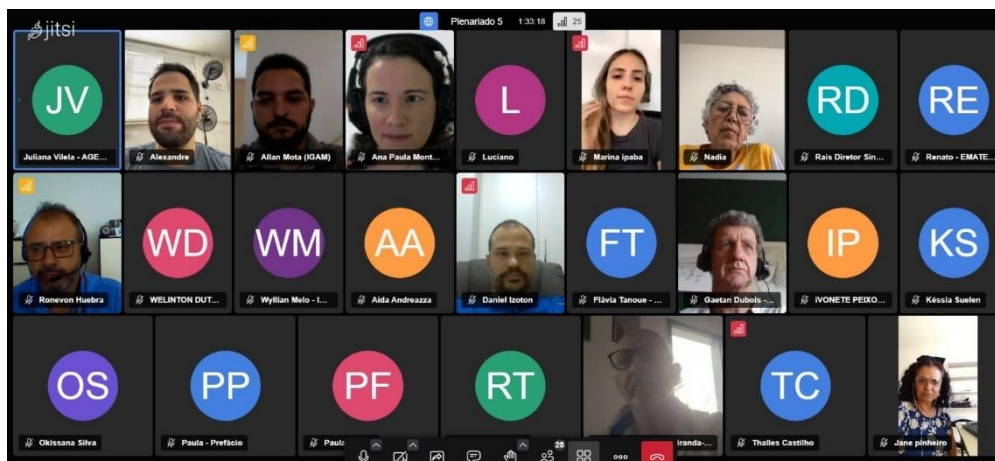 jitsi
Plenariado 5 1:33:18 25
JV L RD RE
Juliana Vilela - AGE... Alexandre Allan Mota (IGAM) Ana Paula Mont... Luciano Marina ipaba Nadia Rais Diretor Sin... Renato - EMATE...
WD WM AA FT IP KS
Ronevon Huebra WELINTON DUT... Wyllian Melo - I... Aida Andreazza Daniel Izoton Flávia Tanoue - ... Gaetan Dubois -... IVONETE PEIXO... Késsia Suelen
OS PP PF RT TC
Okissana Silva Paula - Prefácio Paula iranda-... Thalles Castilho Jane pinheiro
25